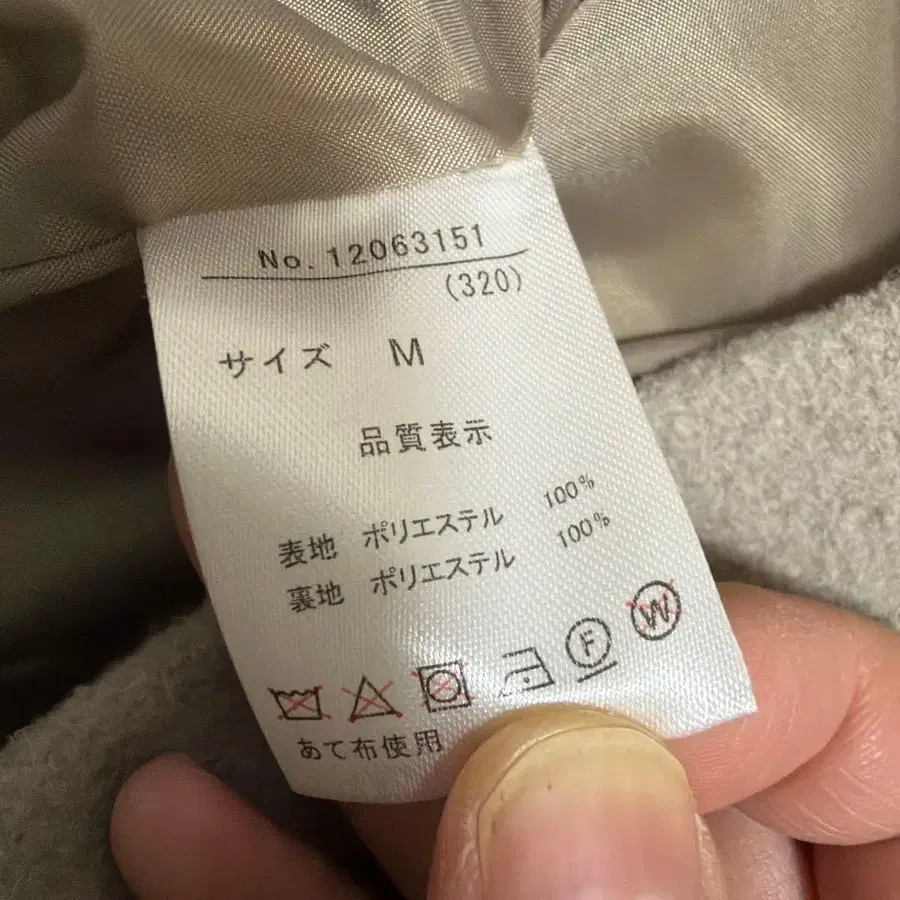 No. 12063151
(320)
サイズ M
品質表示
表地 ポリエステル 100%
裏地 ポリエステル 100%
F W
あて布使用